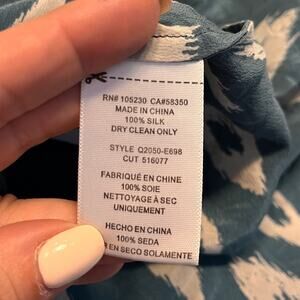 RN# 105230 CA#58350
MADE IN CHINA
100% SILK
DRY CLEAN ONLY
STYLE Q2050-E698
CUT 516077
FABRIQUÉ EN CHINE
100% SOIE
NETTOYAGE À SEC
UNIQUEMENT
HECHO EN CHINA
100% SEDA
EN SECO SOLAMENTE